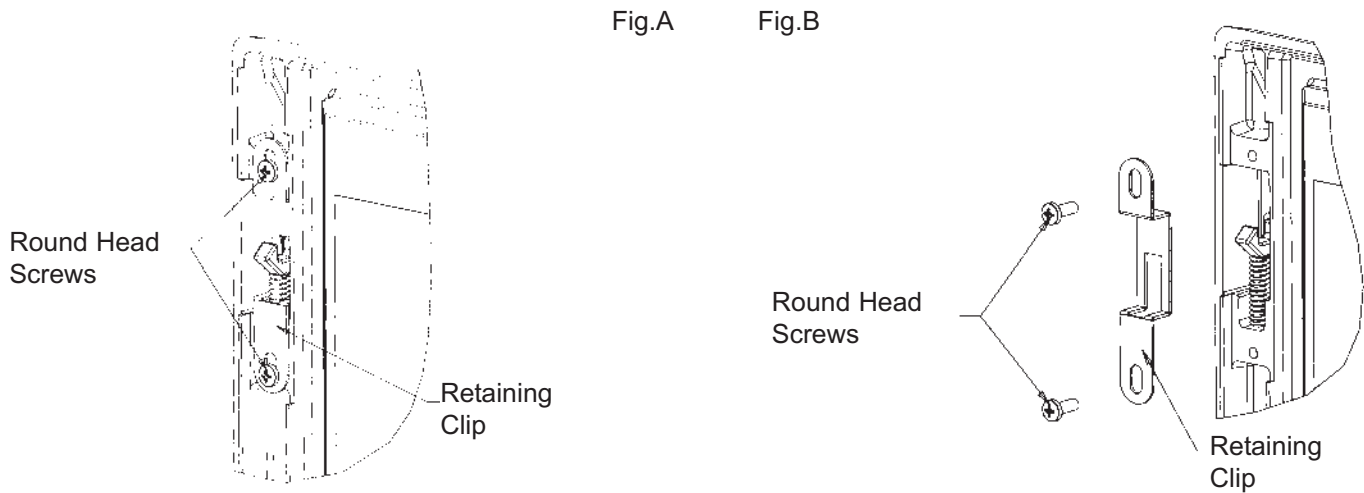 Fig.A
Fig.B
Round Head
Screws
Retaining
Clip
Round Head
Screws
Retaining
Clip